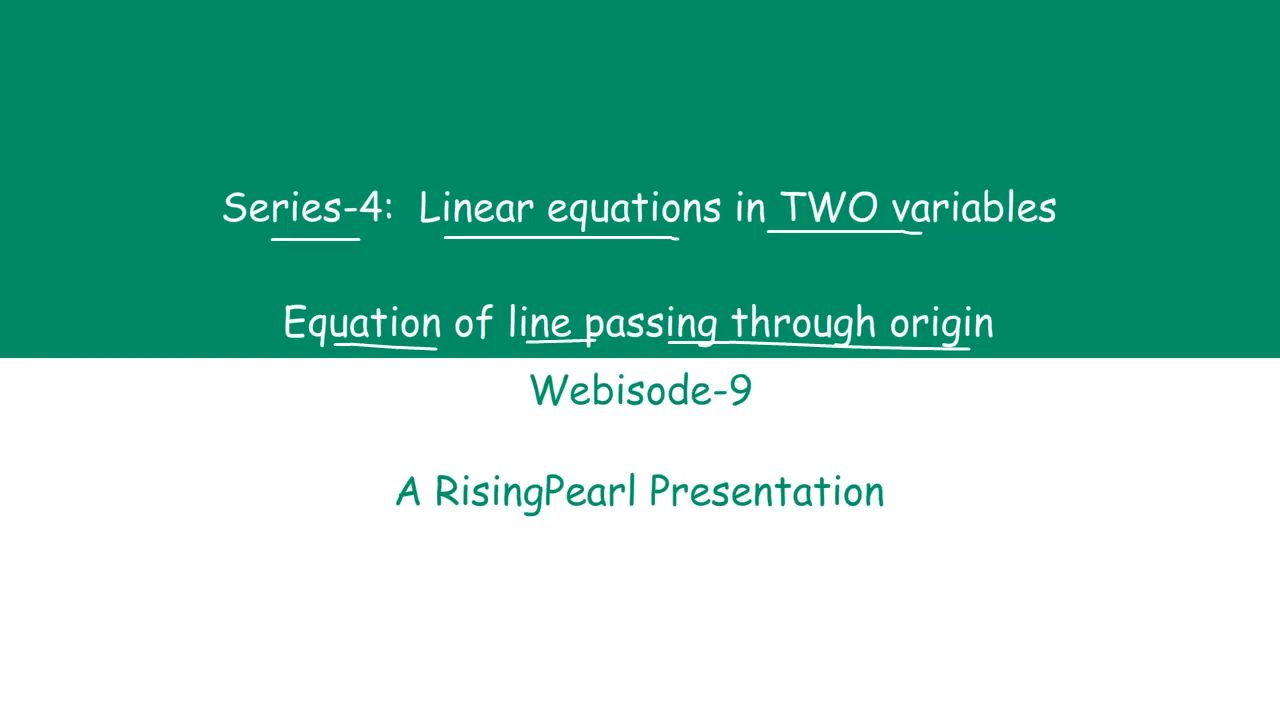 Series-4:  Linear equations in TWO variables
Equation of line passing through origin
Webisode-9
A RisingPearl Presentation